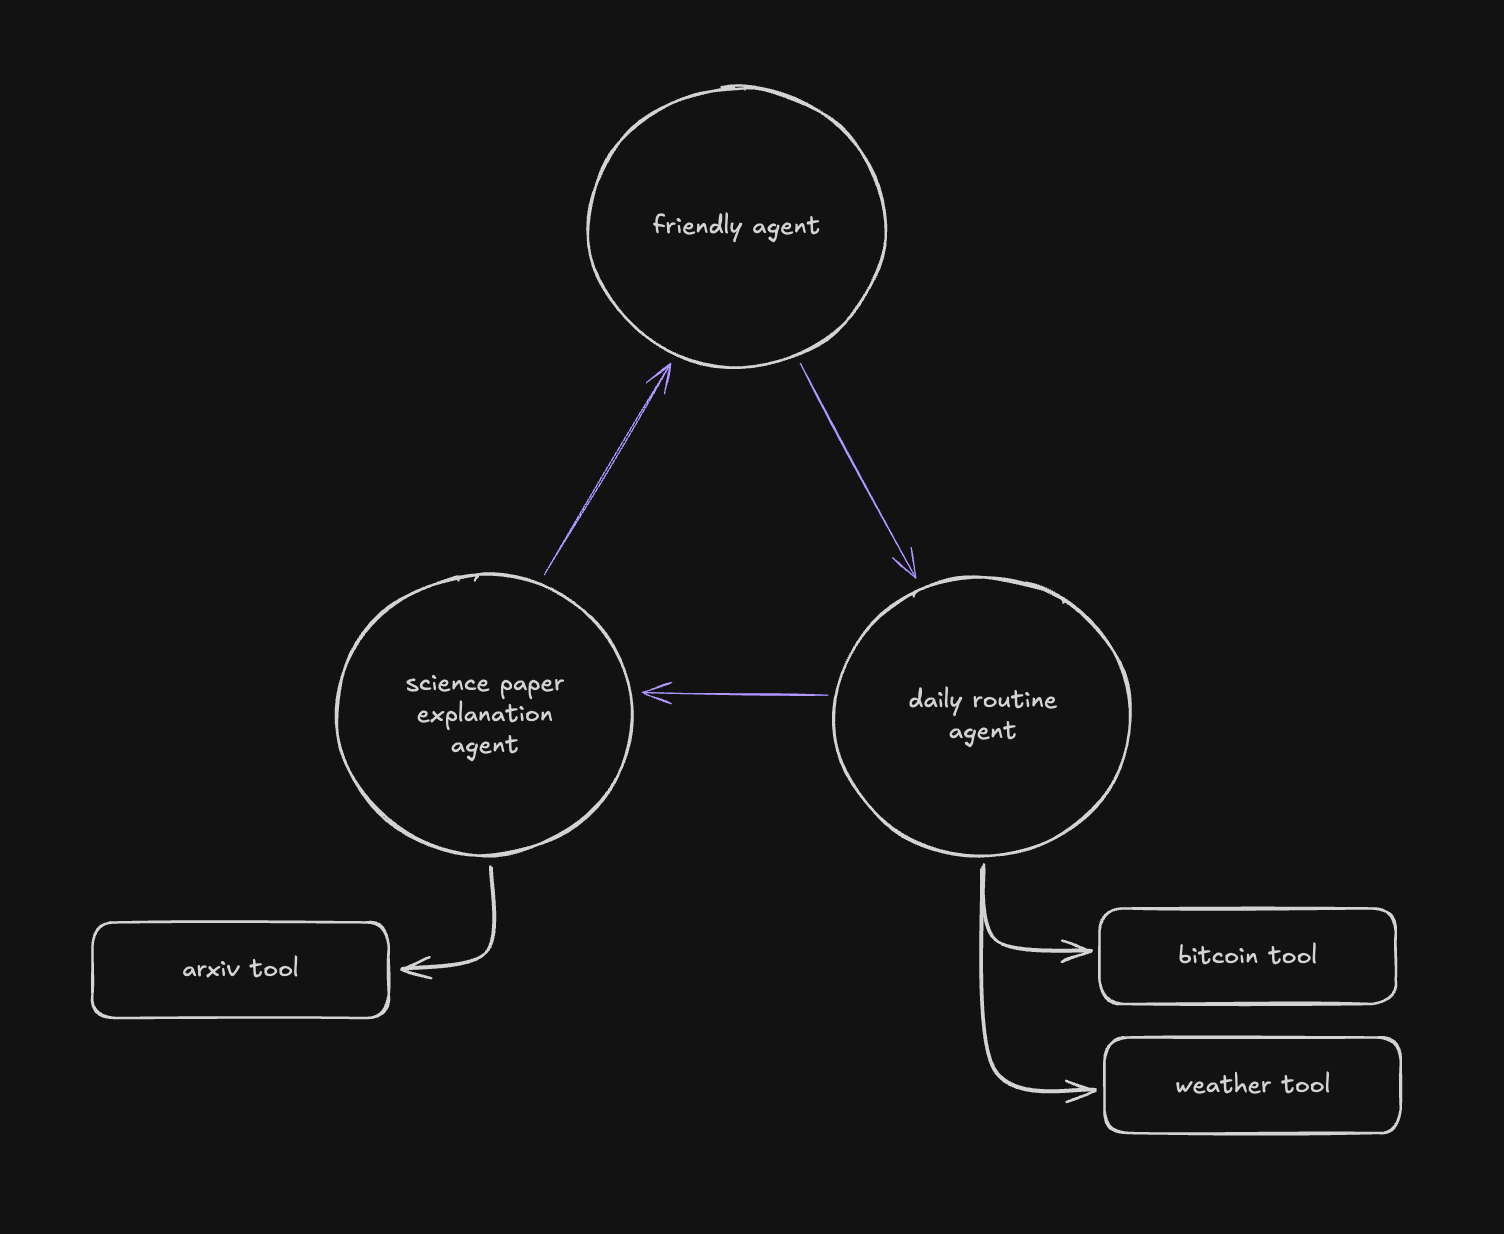 friendly agent
science paper
explanation
agent
daily routine
agent
arxiv tool
bitcoin tool
weather tool